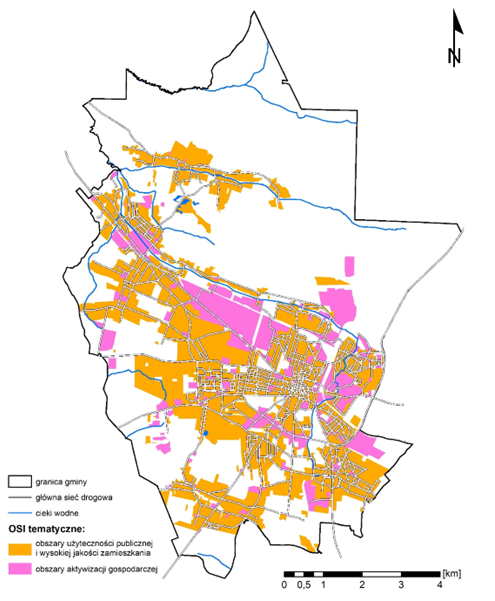 N
granica gminy
główna sieć drogowa
cieki wodne
OSI tematyczne:
obszary użyteczności publicznej
i wysokiej jakości zamieszkania
obszary aktywizacji gospodarczej
[km]
0 0,5 1 2 3 4